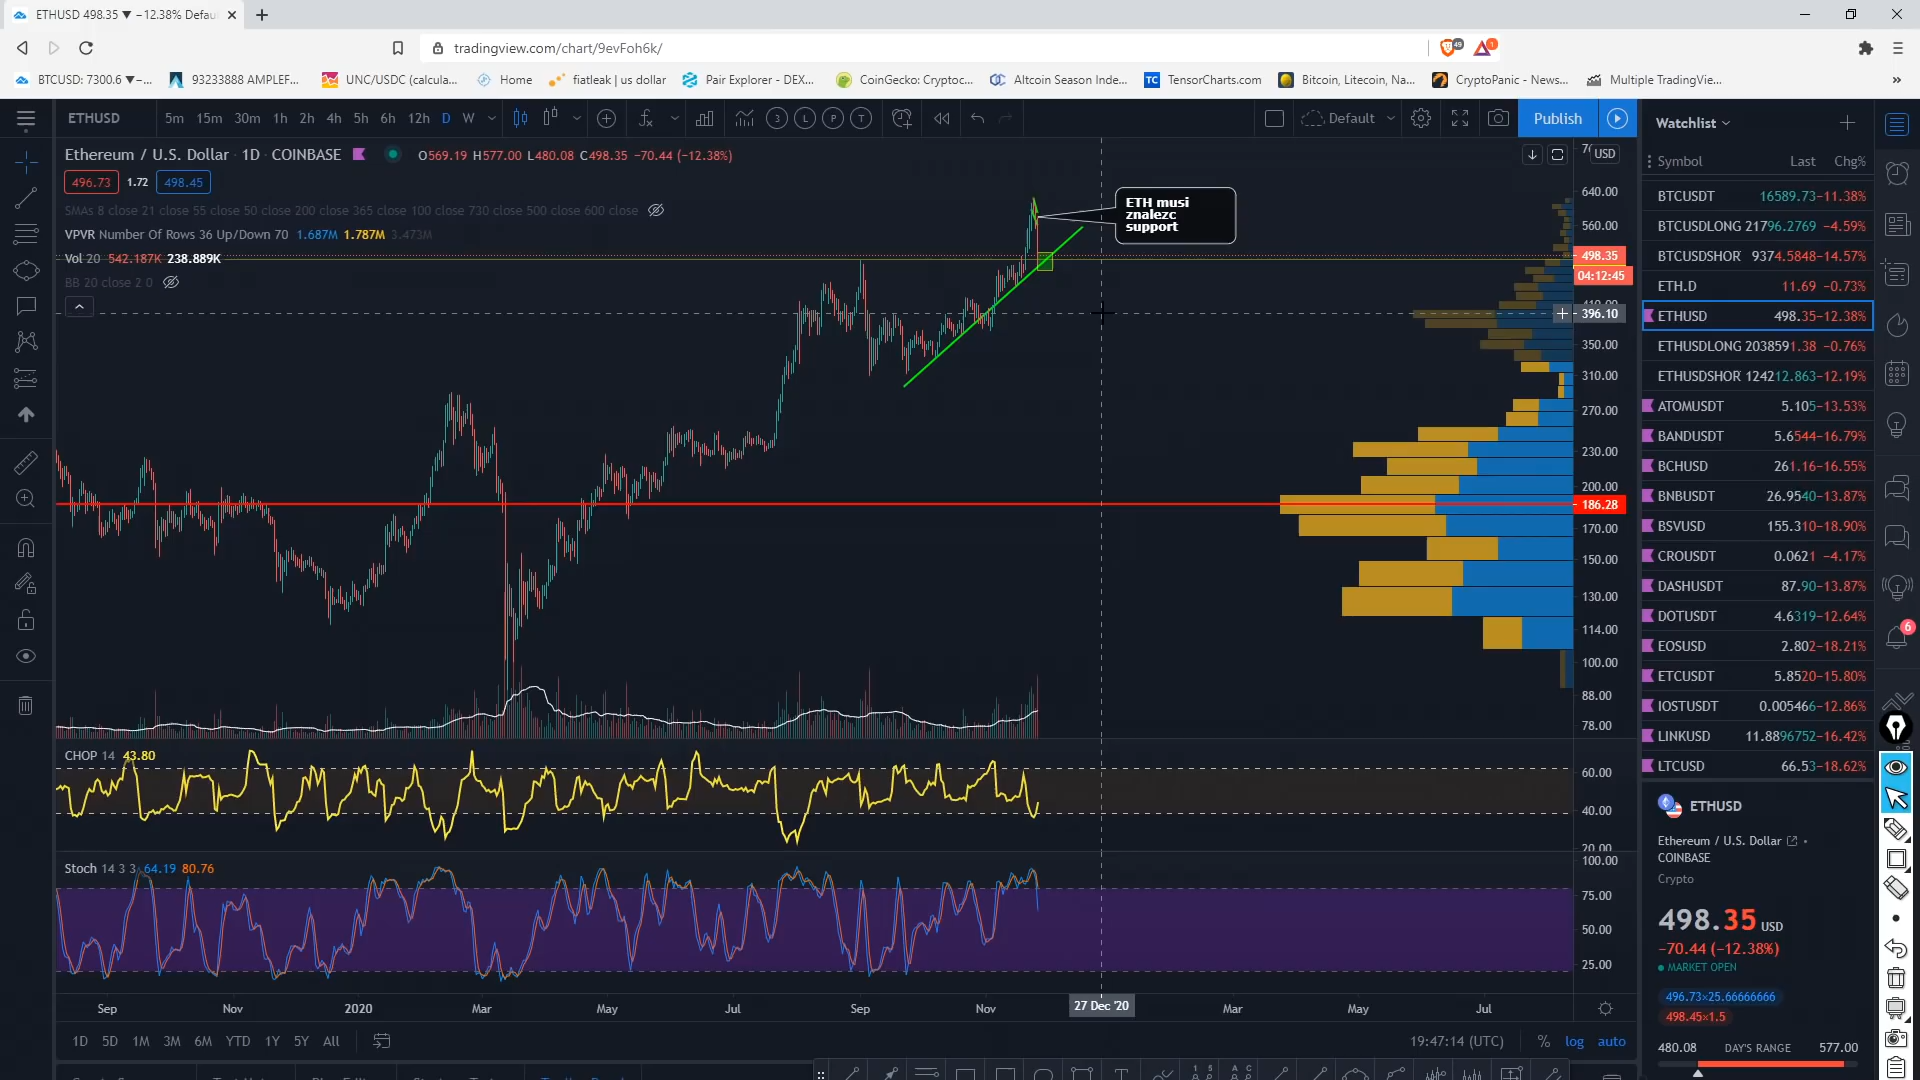 ETHUSD 498.35 ▼ −12.38% Defau
tradingview.com/chart/9evFoh6k/
49
1
BTCUSD: 7300.6 ▼−...
93233888 AMPLEF...
UNC/USDC (calcula...
Home
fiatleak | us dollar
Pair Explorer - DEX...
CoinGecko: Cryptoc...
Altcoin Season Inde...
TC TensorCharts.com
Bitcoin, Litecoin, Na...
CryptoPanic - News...
Multiple TradingVie...
ETHUSD 5m 15m 30m 1h 2h 4h 5h 6h 12h D W
3 L P T
Default
Publish
Watchlist
Ethereum / U.S. Dollar · 1D · COINBASE
O569.19 H577.00 L480.08 C498.35 −70.44 (−12.38%)
496.73 1.72 498.45
SMAs 8 close 21 close 55 close 50 close 200 close 365 close 100 close 730 close 500 close 600 close
VPVR Number Of Rows 36 Up/Down 70 1.687M 1.787M 3.473M
Vol 20 542.187K 238.889K
BB 20 close 2 0
ETH musi
znalezc
support
USD
640.00
560.00
498.35
04:12:45
396.10
350.00
310.00
270.00
230.00
200.00
186.28
170.00
150.00
130.00
114.00
100.00
88.00
78.00
CHOP 14 43.80
60.00
40.00
20.00
Stoch 14 3 3 64.19 80.76
100.00
75.00
50.00
25.00
Sep Nov 2020 Mar May Jul Sep Nov 27 Dec '20 Mar May Jul
1D 5D 1M 3M 6M YTD 1Y 5Y All
19:47:14 (UTC) % log auto
Symbol Last Chg%
BTCUSDT 16589.73 −11.38%
BTCUSDLONG 21796.2769 −4.59%
BTCUSDSHOR 9374.5848 −14.57%
ETH.D 11.69 −0.73%
ETHUSD 498.35 −12.38%
ETHUSDLONG 2038591.38 −0.76%
ETHUSDSHOR 124212.863 −12.19%
ATOMUSDT 5.105 −13.53%
BANDUSDT 5.6544 −16.79%
BCHUSD 261.16 −16.55%
BNBUSDT 26.9540 −13.87%
BSVUSD 155.310 −18.90%
CROUSDT 0.0621 −4.17%
DASHUSDT 87.90 −13.87%
DOTUSDT 4.6319 −12.64%
EOSUSD 2.802 −18.21%
ETCUSDT 5.8520 −15.80%
IOSTUSDT 0.005466 −12.86%
LINKUSD 11.8896752 −16.42%
LTCUSD 66.53 −18.62%
6
ETHUSD
Ethereum / U.S. Dollar
COINBASE
Crypto
498.35 USD
−70.44 (−12.38%)
MARKET OPEN
496.73×25.66666666
498.45×1.5
480.08 DAY'S RANGE 577.00